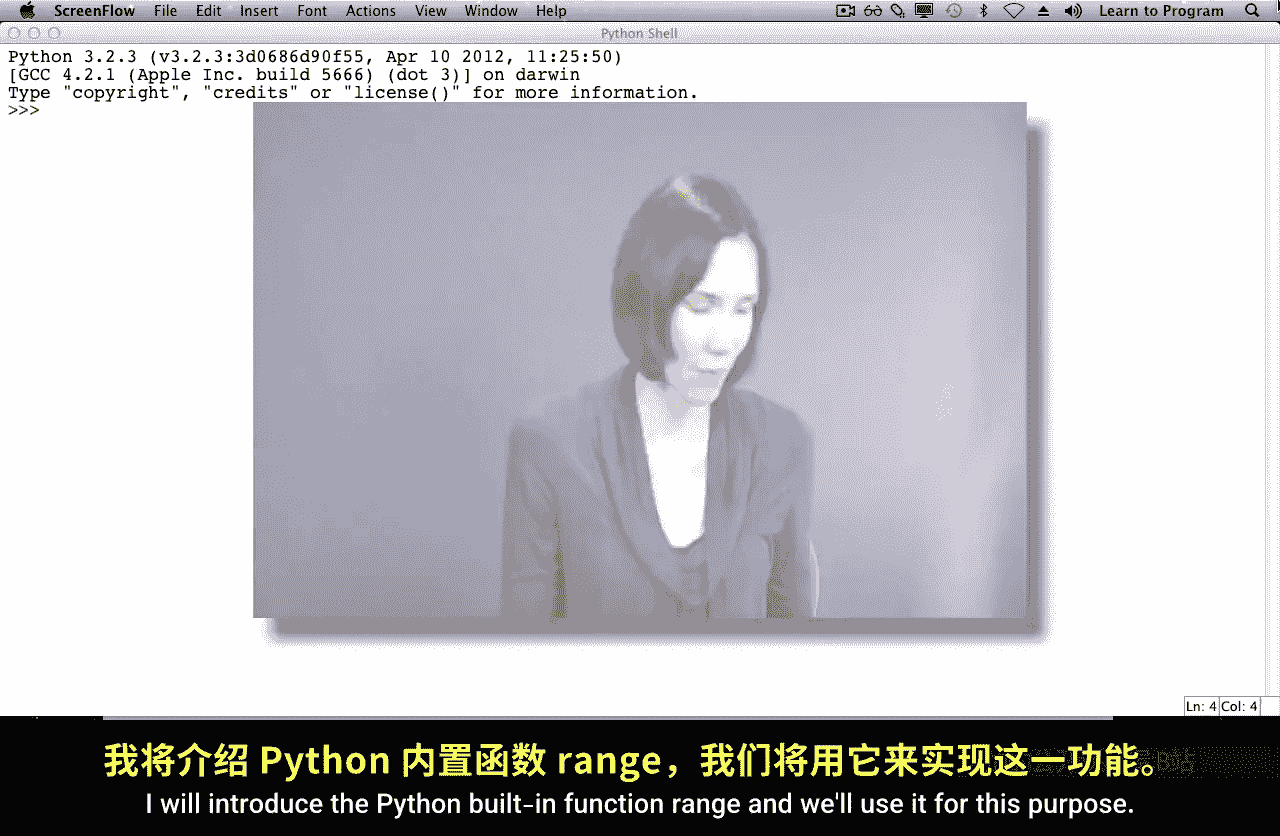 ScreenFlow File Edit Insert Font Actions View Window Help Learn to Program
Python Shell
Python 3.2.3 (v3.2.3:3d0686d90f55, Apr 10 2012, 11:25:50)
[GCC 4.2.1 (Apple Inc. build 5666) (dot 3)] on darwin
Type "copyright", "credits" or "license()" for more information.
>>>
Ln: 4 Col: 4
我将介绍 Python 内置函数 range，我们将用它来实现这一功能。
I will introduce the Python built-in function range and we'll use it for this purpose.